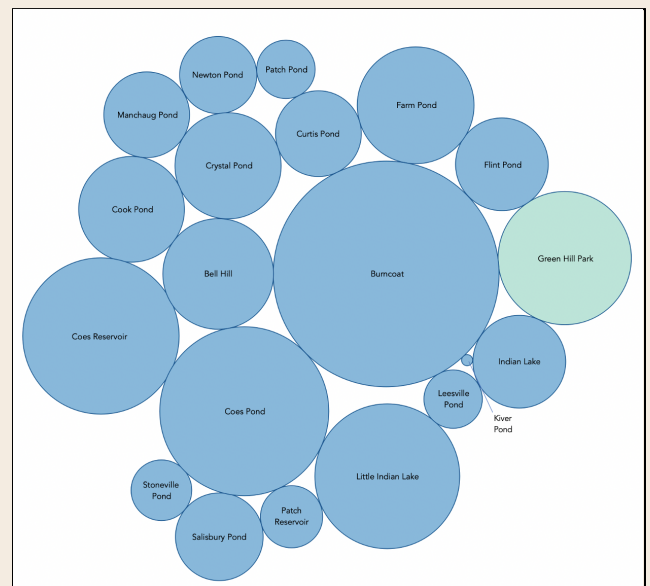 Newton Pond
Patch Pond
Farm Pond
Manchaug Pond
Curtis Pond
Crystal Pond
Flint Pond
Cook Pond
Green Hill Park
Bell Hill
Burncoat
Coes Reservoir
Indian Lake
Leesville
Pond
Kiver
Pond
Coes Pond
Little Indian Lake
Stoneville
Pond
Patch
Reservoir
Salisbury Pond